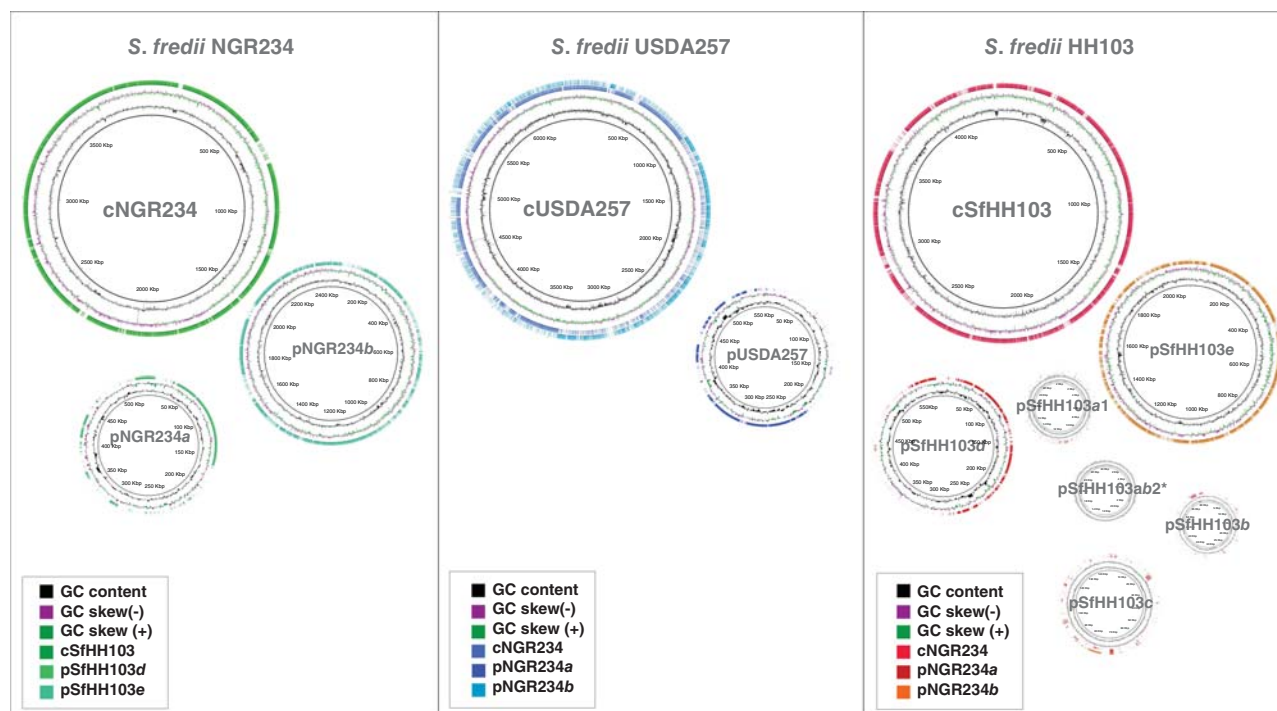 S. fredii NGR234
S. fredii USDA257
S. fredii HH103
cNGR234
500 Kbp
1000 Kbp
1500 Kbp
2000 Kbp
2500 Kbp
3000 Kbp
3500 Kbp
pNGR234b
200 Kbp
400 Kbp
600 Kbp
800 Kbp
1000 Kbp
1200 Kbp
1400 Kbp
1600 Kbp
1800 Kbp
2000 Kbp
2200 Kbp
2400 Kbp
pNGR234a
50 Kbp
100 Kbp
150 Kbp
200 Kbp
250 Kbp
300 Kbp
350 Kbp
400 Kbp
450 Kbp
500 Kbp
GC content
GC skew(-)
GC skew (+)
cSfHH103
pSfHH103d
pSfHH103e
cUSDA257
500 Kbp
1000 Kbp
1500 Kbp
2000 Kbp
2500 Kbp
3000 Kbp
3500 Kbp
4000 Kbp
4500 Kbp
5000 Kbp
5500 Kbp
6000 Kbp
pUSDA257
50 Kbp
100 Kbp
150 Kbp
200 Kbp
250 Kbp
300 Kbp
350 Kbp
400 Kbp
450 Kbp
500 Kbp
550 Kbp
GC content
GC skew(-)
GC skew (+)
cNGR234
pNGR234a
pNGR234b
cSfHH103
500 Kbp
1000 Kbp
1500 Kbp
2000 Kbp
2500 Kbp
3000 Kbp
3500 Kbp
4000 Kbp
pSfHH103e
200 Kbp
400 Kbp
600 Kbp
800 Kbp
1000 Kbp
1200 Kbp
1400 Kbp
1600 Kbp
1800 Kbp
2000 Kbp
pSfHH103d
50 Kbp
100 Kbp
150 Kbp
200 Kbp
250 Kbp
300 Kbp
350 Kbp
400 Kbp
450 Kbp
500 Kbp
550Kbp
pSfHH103a1
pSfHH103ab2*
pSfHH103b
pSfHH103c
GC content
GC skew(-)
GC skew (+)
cNGR234
pNGR234a
pNGR234b